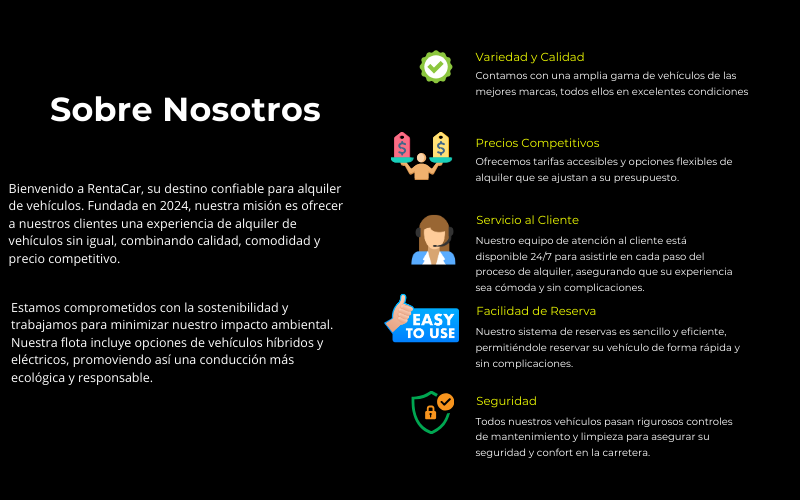 Sobre Nosotros
Bienvenido a RentaCar, su destino confiable para alquiler
de vehículos. Fundada en 2024, nuestra misión es ofrecer
a nuestros clientes una experiencia de alquiler de
vehículos sin igual, combinando calidad, comodidad y
precio competitivo.
Estamos comprometidos con la sostenibilidad y
trabajamos para minimizar nuestro impacto ambiental.
Nuestra flota incluye opciones de vehículos híbridos y
eléctricos, promoviendo así una conducción más
ecológica y responsable.
Variedad y Calidad
Contamos con una amplia gama de vehículos de las
mejores marcas, todos ellos en excelentes condiciones
$ $
Precios Competitivos
Ofrecemos tarifas accesibles y opciones flexibles de
alquiler que se ajustan a su presupuesto.
Servicio al Cliente
Nuestro equipo de atención al cliente está
disponible 24/7 para asistirle en cada paso del
proceso de alquiler, asegurando que su experiencia
sea cómoda y sin complicaciones.
EASY
TO USE
Facilidad de Reserva
Nuestro sistema de reservas es sencillo y eficiente,
permitiéndole reservar su vehículo de forma rápida y
sin complicaciones.
Seguridad
Todos nuestros vehículos pasan rigurosos controles
de mantenimiento y limpieza para asegurar su
seguridad y confort en la carretera.